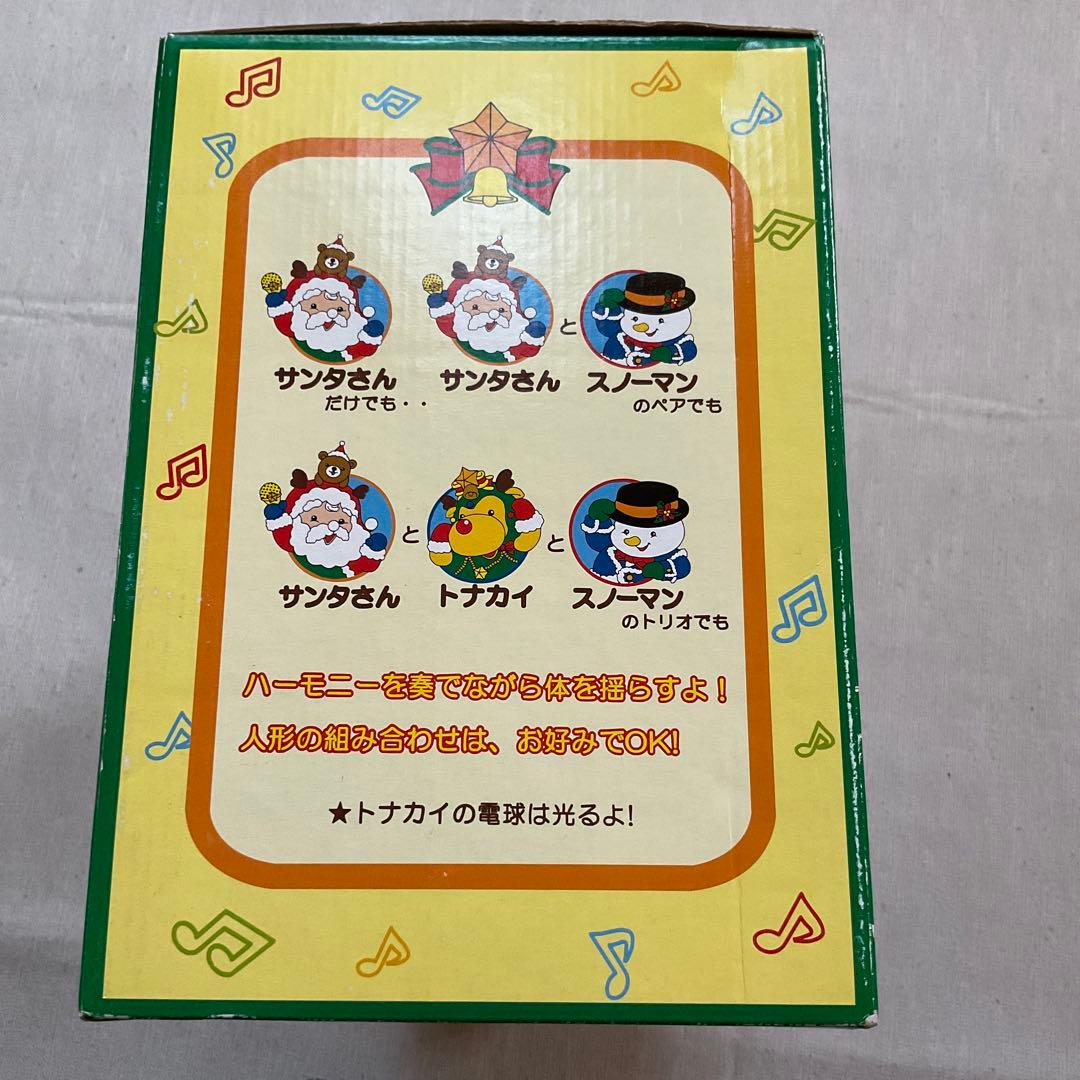 サンタさん
だけでも・・
サンタさん と スノーマン
のペアでも
サンタさん と トナカイ と スノーマン
のトリオでも
ハーモニーを奏でながら体を揺らすよ！
人形の組み合わせは、お好みでOK!
★トナカイの電球は光るよ!